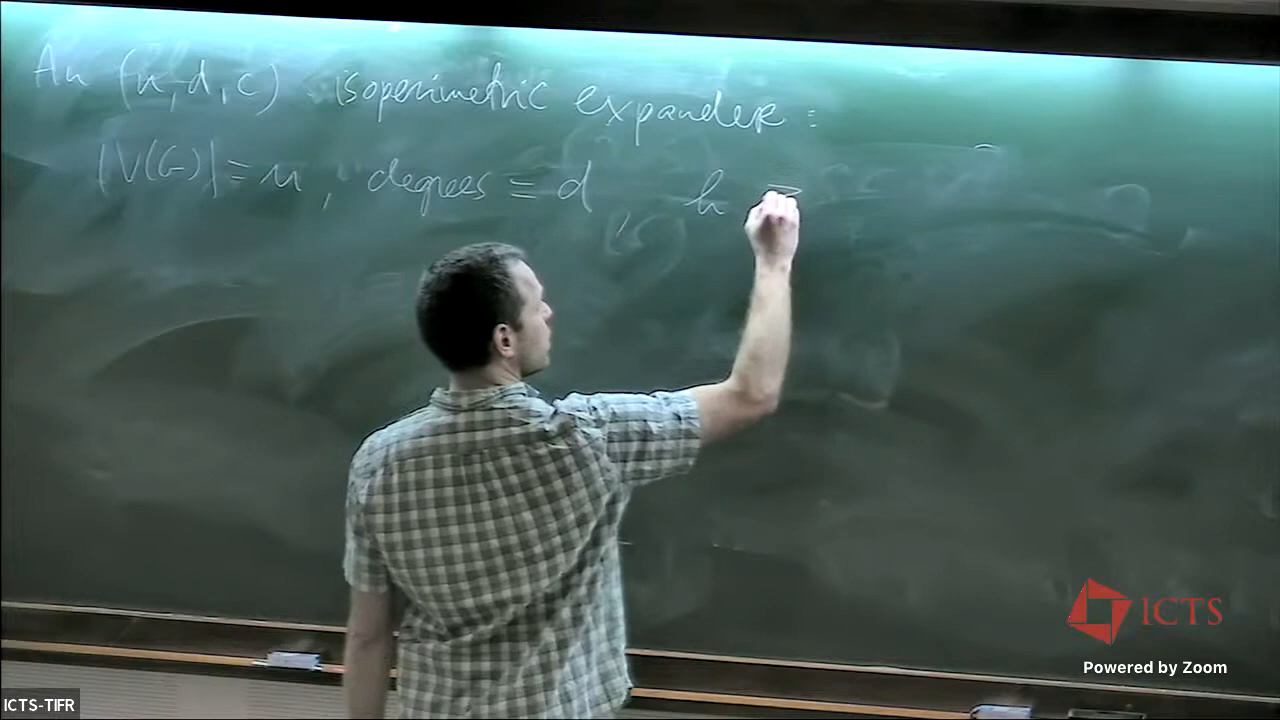 An (n,d,c) isoperimetric expander :
|V(G)| = n, degrees ≡ d h ≥
ICTS
Powered by Zoom
ICTS-TIFR